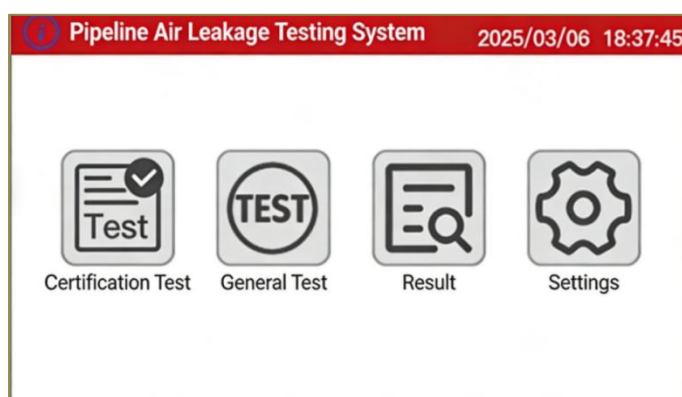 Pipeline Air Leakage Testing System 2025/03/06 18:37:45
Test TEST
Certification Test General Test Result Settings